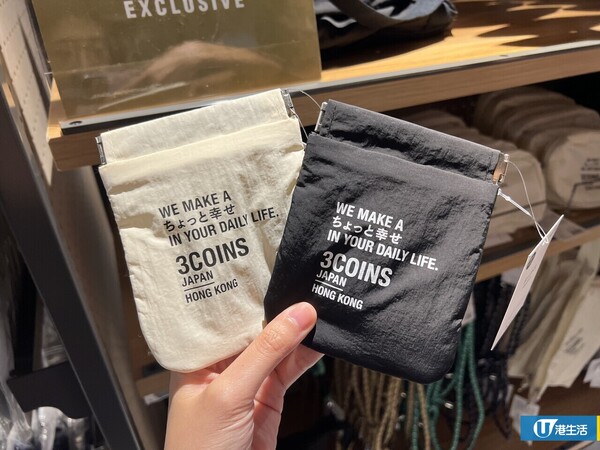 EXCLUSIVE
WE MAKE A
ちょっと幸せ
IN YOUR DAILY LIFE.
3COINS
JAPAN
HONG KONG
WE MAKE A
ちょっと幸せ
IN YOUR DAILY LIFE.
3COINS
JAPAN
HONG KONG
U港生活